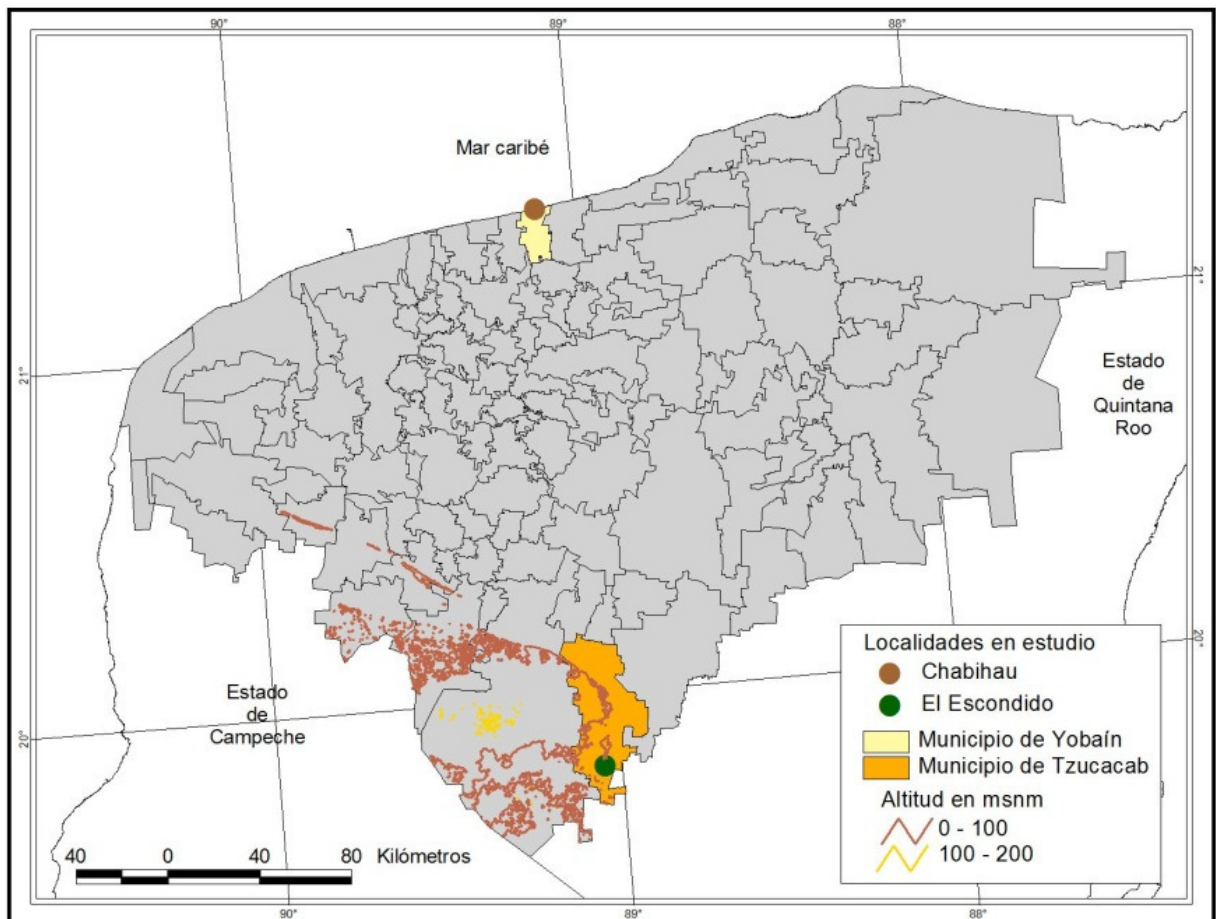 90°
89°
88°
Mar caribé
21°
21°
Estado
de
Quintana
Roo
20°
Estado
de
Campeche
20°
Localidades en estudio
Chabihau
El Escondido
Municipio de Yobaín
Municipio de Tzucacab
Altitud en msnm
0 - 100
100 - 200
40 0 40 80 Kilómetros
90°
89°
88°